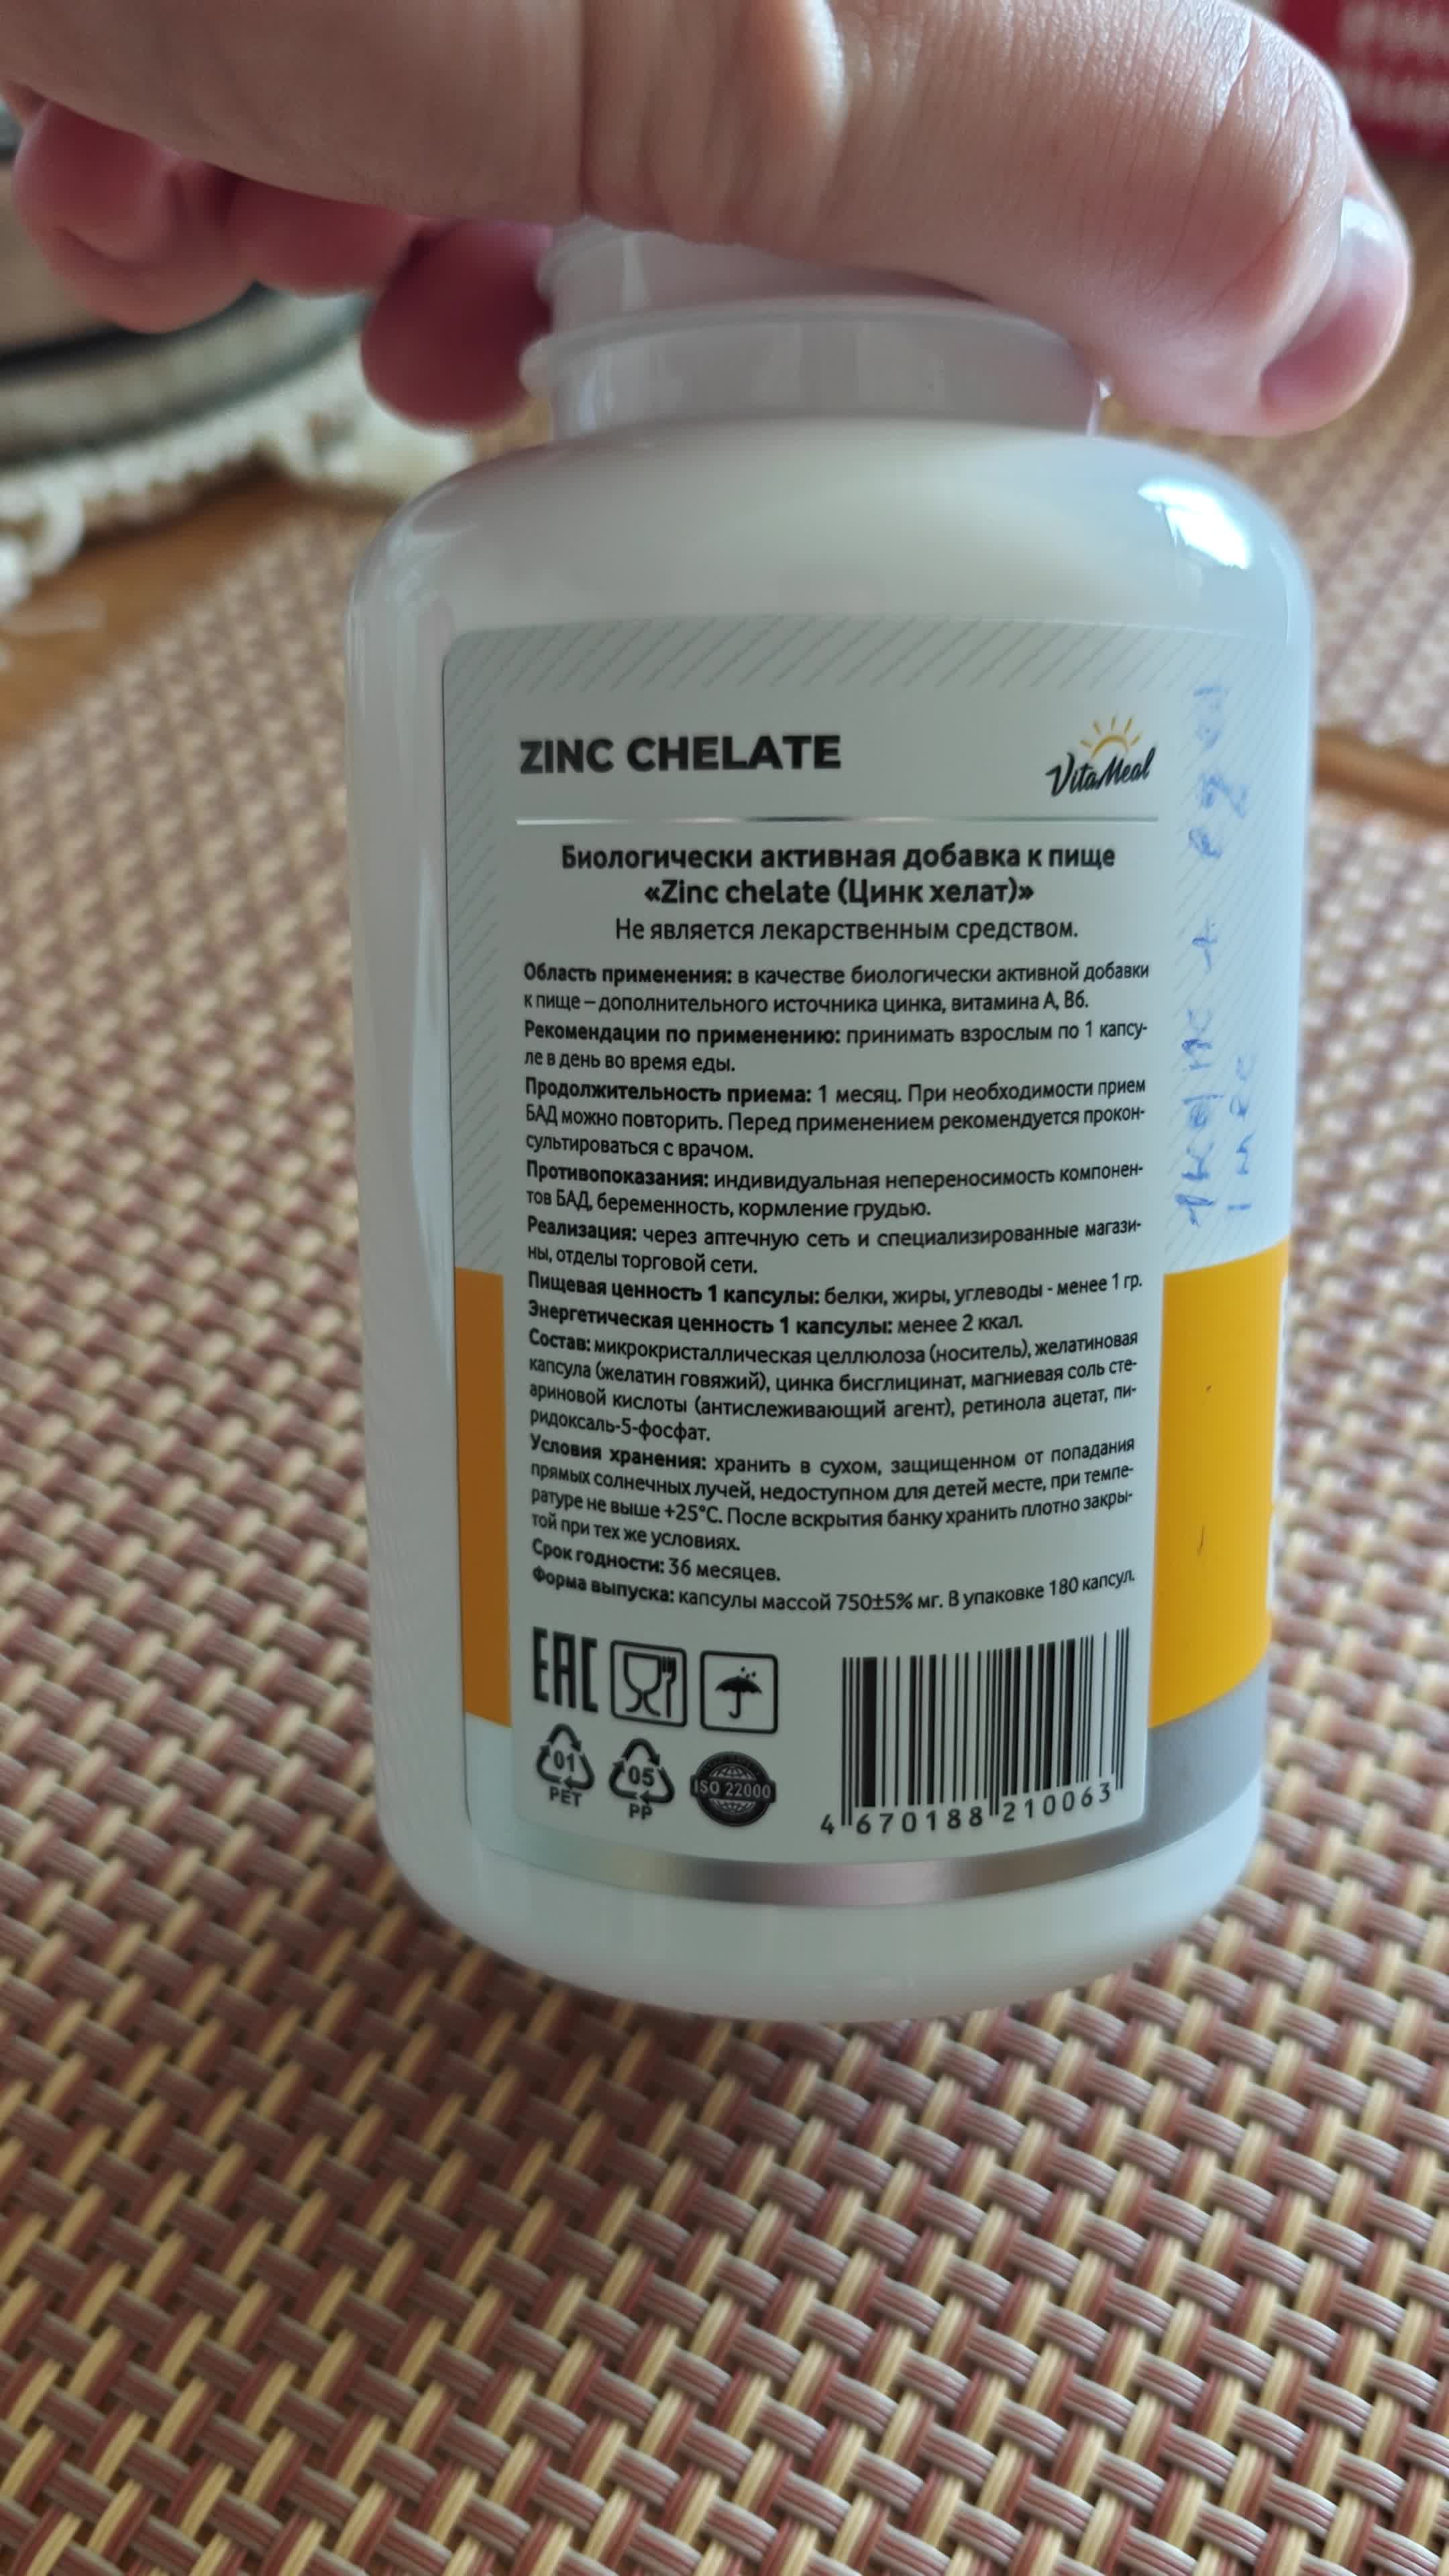 ZINC CHELATE
VitaMeal
Биологически активная добавка к пище
«Zinc chelate (Цинк хелат)»
Не является лекарственным средством.
Область применения: в качестве биологически активной добавки
к пище – дополнительного источника цинка, витамина А, В6.
Рекомендации по применению: принимать взрослым по 1 капсу-
ле в день во время еды.
Продолжительность приема: 1 месяц. При необходимости прием
БАД можно повторить. Перед применением рекомендуется прокон-
сультироваться с врачом.
Противопоказания: индивидуальная непереносимость компонен-
тов БАД, беременность, кормление грудью.
Реализация: через аптечную сеть и специализированные магази-
ны, отделы торговой сети.
Пищевая ценность 1 капсулы: белки, жиры, углеводы - менее 1 гр.
Энергетическая ценность 1 капсулы: менее 2 ккал.
Состав: микрокристаллическая целлюлоза (носитель), желатиновая
капсула (желатин говяжий), цинка бисглицинат, магниевая соль сте-
ариновой кислоты (антислеживающий агент), ретинола ацетат, пи-
ридоксаль-5-фосфат.
Условия хранения: хранить в сухом, защищенном от попадания
прямых солнечных лучей, недоступном для детей месте, при темпе-
ратуре не выше +25°С. После вскрытия банку хранить плотно закры-
той при тех же условиях.
Срок годности: 36 месяцев.
Форма выпуска: капсулы массой 750±5% мг. В упаковке 180 капсул.
EAC
01
PET
05
PP
ISO 22000
4 670188 210063